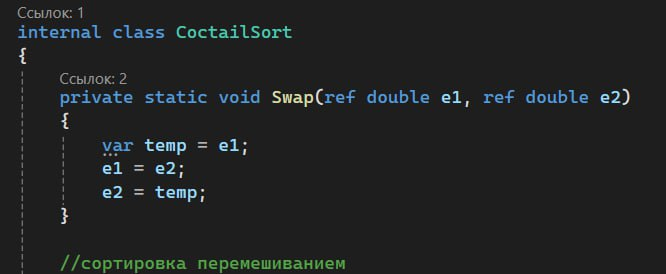 Ссылок: 1
internal class CoctailSort
{
Ссылок: 2
private static void Swap(ref double e1, ref double e2)
{
var temp = e1;
e1 = e2;
e2 = temp;
}
//сортировка перемешиванием